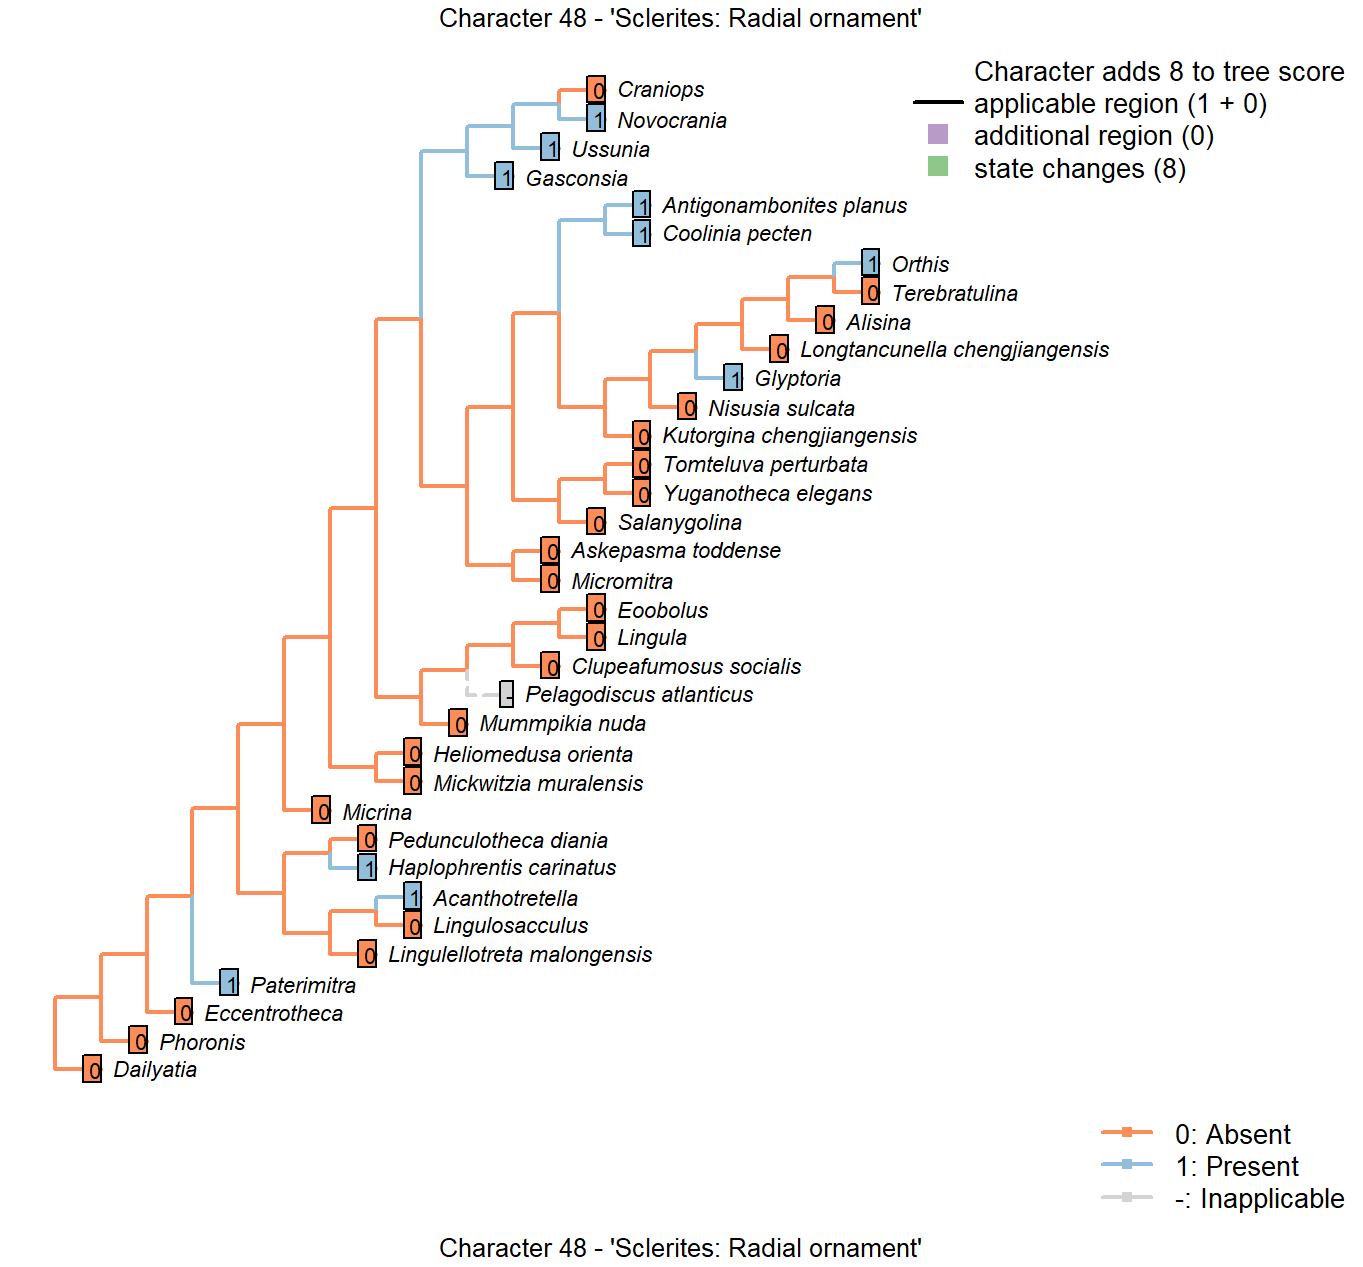 Character 48 - 'Sclerites: Radial ornament'
Character adds 8 to tree score
applicable region (1 + 0)
additional region (0)
state changes (8)
0 Craniops
1 Novocrania
1 Ussunia
1 Gasconsia
1 Antigonambonites planus
1 Coolinia pecten
1 Orthis
0 Terebratulina
0 Alisina
0 Longtancunella chengjiangensis
1 Glyptoria
0 Nisusia sulcata
0 Kutorgina chengjiangensis
0 Tomteluva perturbata
0 Yuganotheca elegans
0 Salanygolina
0 Askepasma toddense
0 Micromitra
0 Eoobolus
0 Lingula
0 Clupeafumosus socialis
- Pelagodiscus atlanticus
0 Mummpikia nuda
0 Heliomedusa orienta
0 Mickwitzia muralensis
0 Micrina
0 Pedunculotheca diania
1 Haplophrentis carinatus
1 Acanthotretella
0 Lingulosacculus
0 Lingulellotreta malongensis
1 Paterimitra
0 Eccentrotheca
0 Phoronis
0 Dailyatia
0: Absent
1: Present
-: Inapplicable
Character 48 - 'Sclerites: Radial ornament'